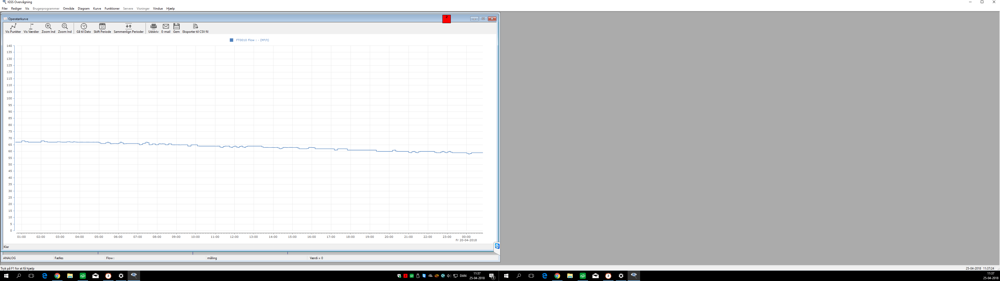 IGSS Overvågning
Filer Rediger Vis Brugerprogrammer Område Diagram Kurve Funktioner Servere Visninger Vindue Hjælp
Operatørkurve
2
30
Vis Punkter Vis Værdier Zoom Ind Zoom Ind Gå til Dato Skift Periode Sammenlign Perioder Udskriv E-mail Gem Eksporter til CSV fil
FT0010 Flow : - (M³/t)
140
135
130
125
120
115
110
105
100
95
90
85
80
75
70
65
60
55
50
45
40
35
30
25
20
15
10
5
0
01:00 02:00 03:00 04:00 05:00 06:00 07:00 08:00 09:00 10:00 11:00 12:00 13:00 14:00 15:00 16:00 17:00 18:00 19:00 20:00 21:00 22:00 23:00 00:00
Fr 20-04-2018
Klar
ANALOG Fælles Flow : måling Værdi = 0
Tryk på F1 for at få hjælp 25-04-2018 11:37:24
2 DAN 11:37 25-04-2018 1 11:37 25-04-2018